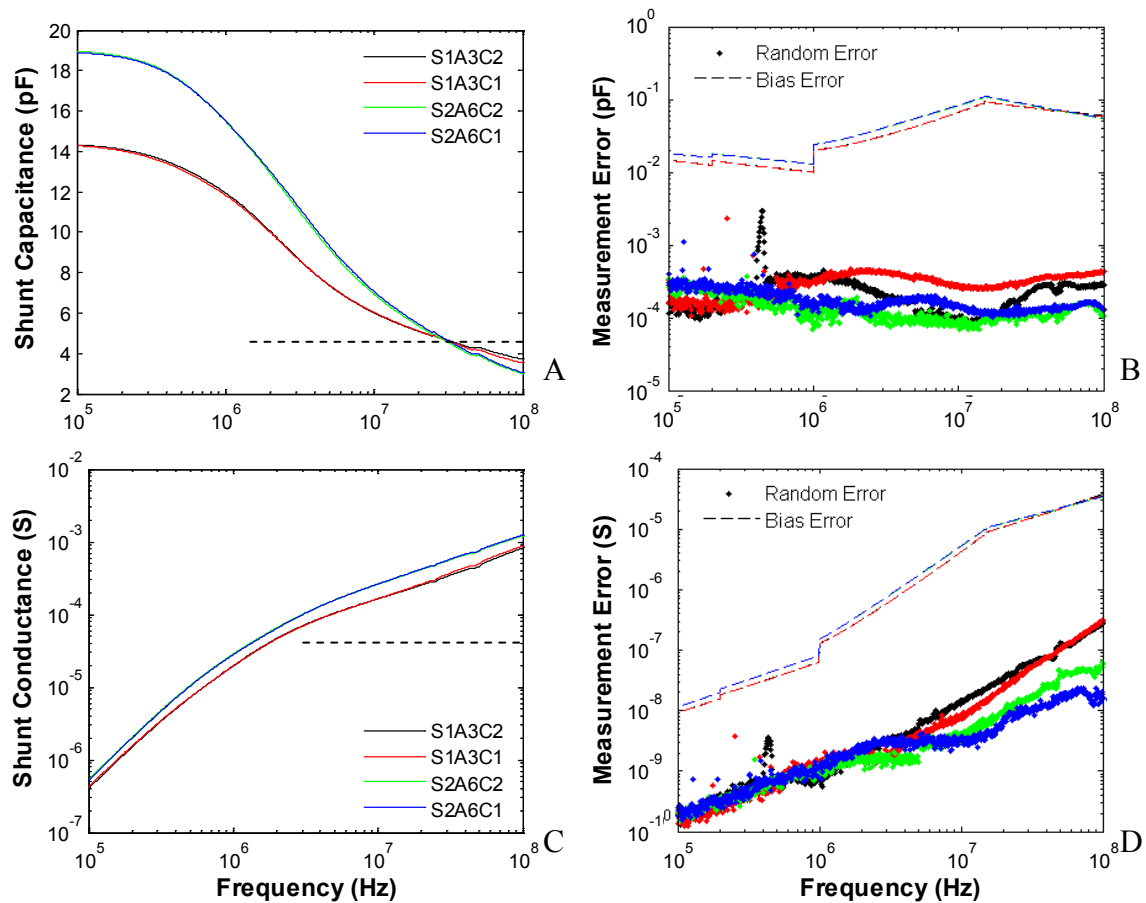 Shunt Capacitance (pF)
20
18
16
14
12
10
8
6
4
2
10^5
10^6
10^7
10^8
S1A3C2
S1A3C1
S2A6C2
S2A6C1
A
Measurement Error (pF)
10^0
10^-1
10^-2
10^-3
10^-4
10^-5
10^5
10^6
10^7
10^8
Random Error
Bias Error
B
Shunt Conductance (S)
10^-2
10^-3
10^-4
10^-5
10^-6
10^-7
10^5
10^6
10^7
10^8
Frequency (Hz)
S1A3C2
S1A3C1
S2A6C2
S2A6C1
C
Measurement Error (S)
10^-4
10^-5
10^-6
10^-7
10^-8
10^-9
10^5
10^6
10^7
10^8
Frequency (Hz)
Random Error
Bias Error
D